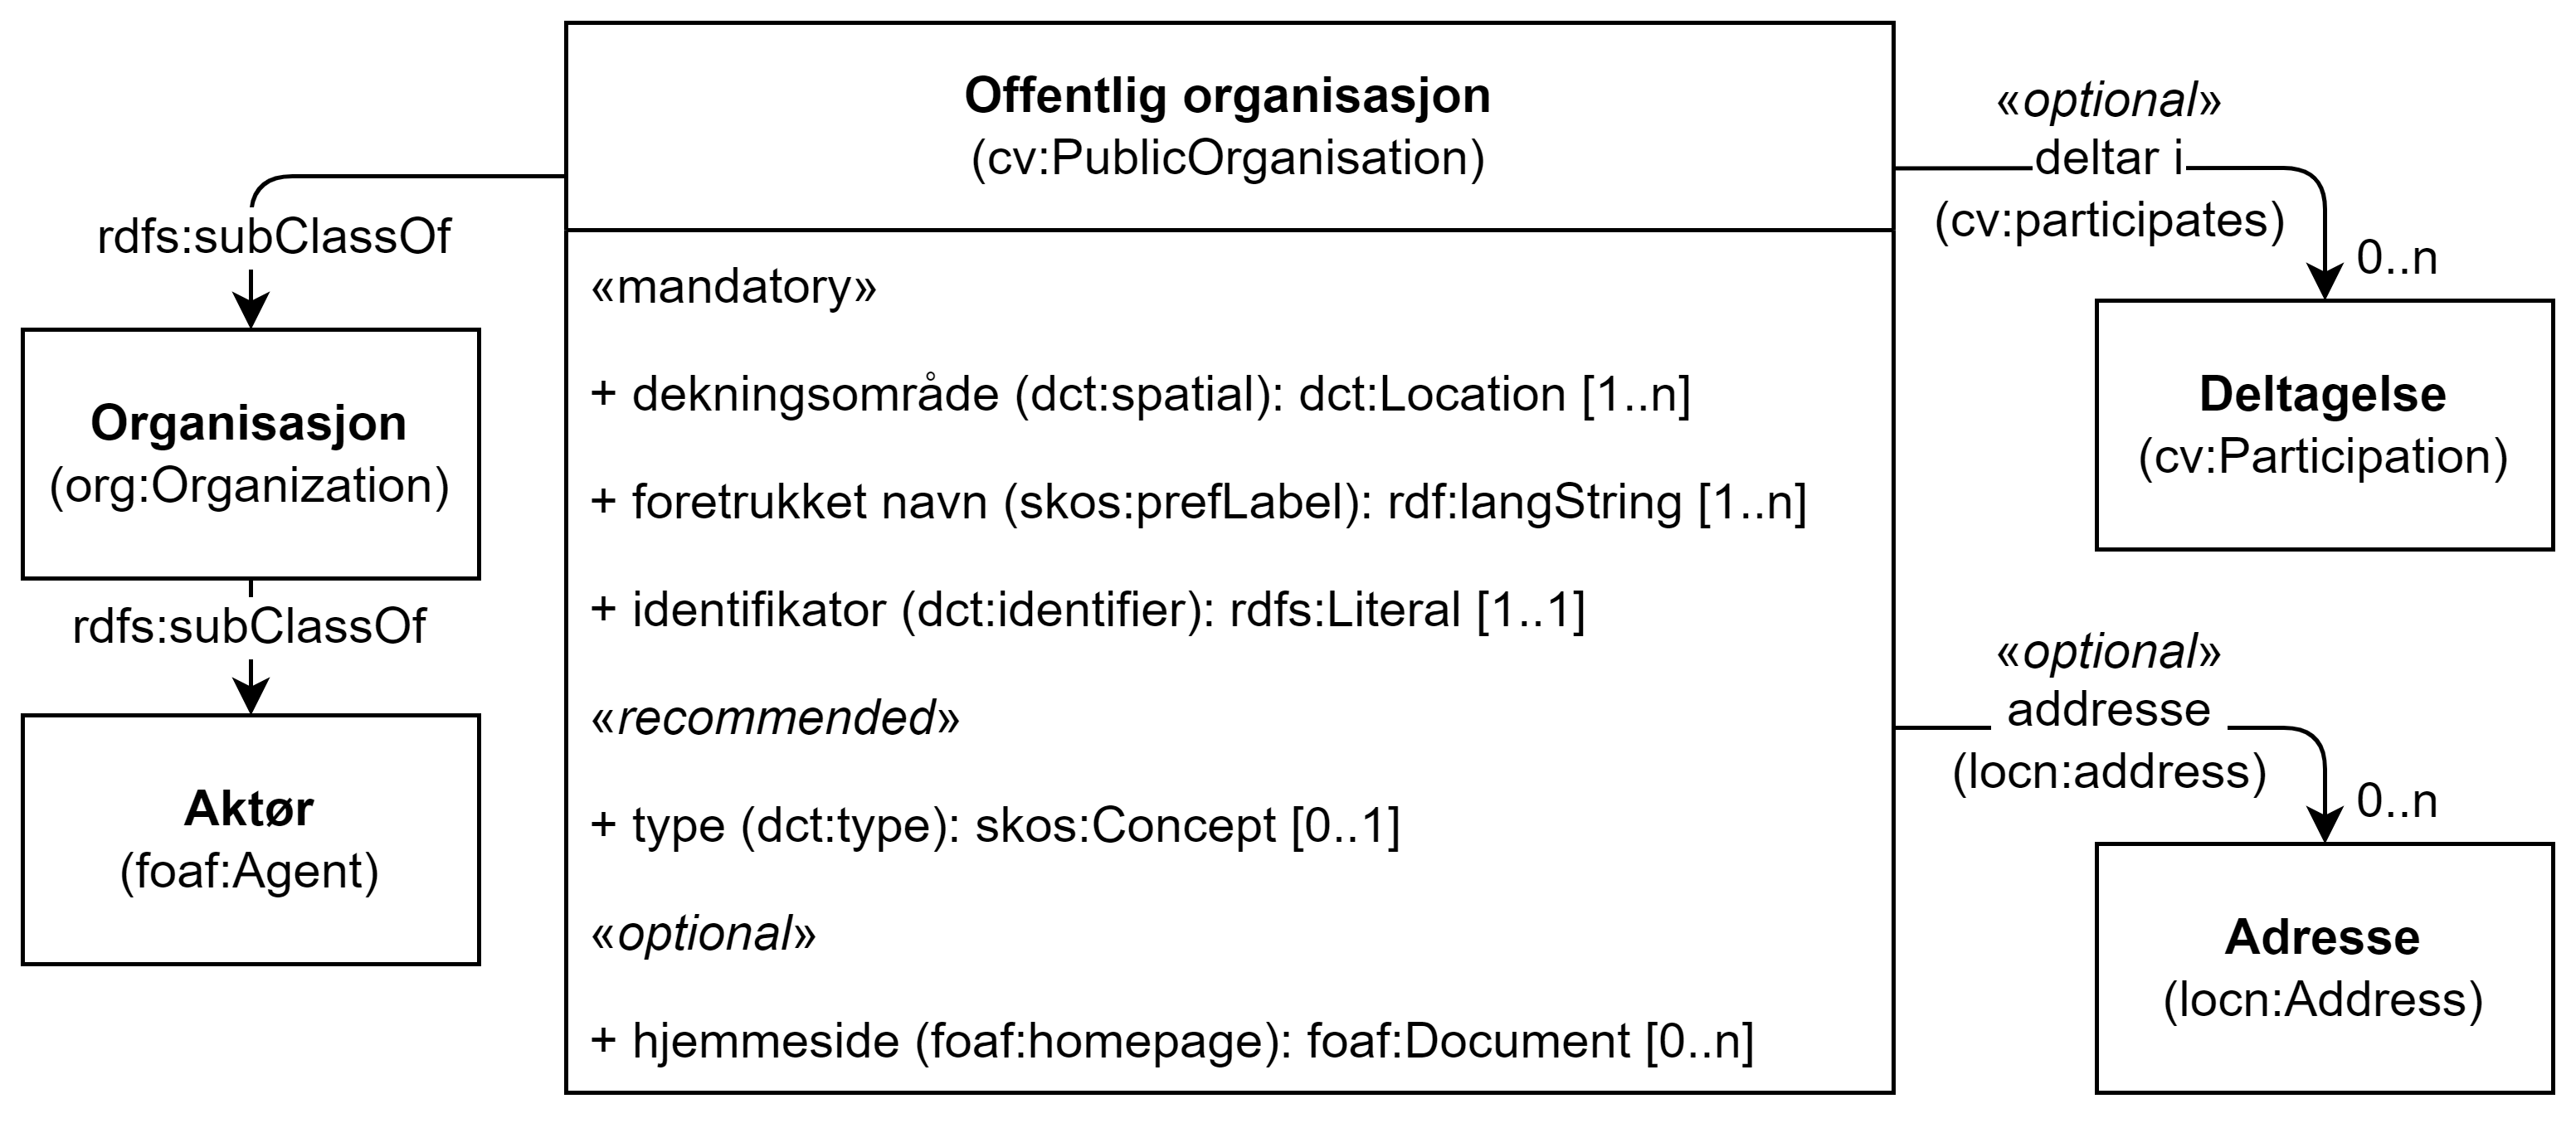 Offentlig organisasjon
(cv:PublicOrganisation)
«mandatory»
+ dekningsområde (dct:spatial): dct:Location [1..n]
+ foretrukket navn (skos:prefLabel): rdf:langString [1..n]
+ identifikator (dct:identifier): rdfs:Literal [1..1]
«recommended»
+ type (dct:type): skos:Concept [0..1]
«optional»
+ hjemmeside (foaf:homepage): foaf:Document [0..n]
rdfs:subClassOf
Organisasjon
(org:Organization)
rdfs:subClassOf
Aktør
(foaf:Agent)
«optional»
deltar i
(cv:participates)
0..n
Deltagelse
(cv:Participation)
«optional»
addresse
(locn:address)
0..n
Adresse
(locn:Address)